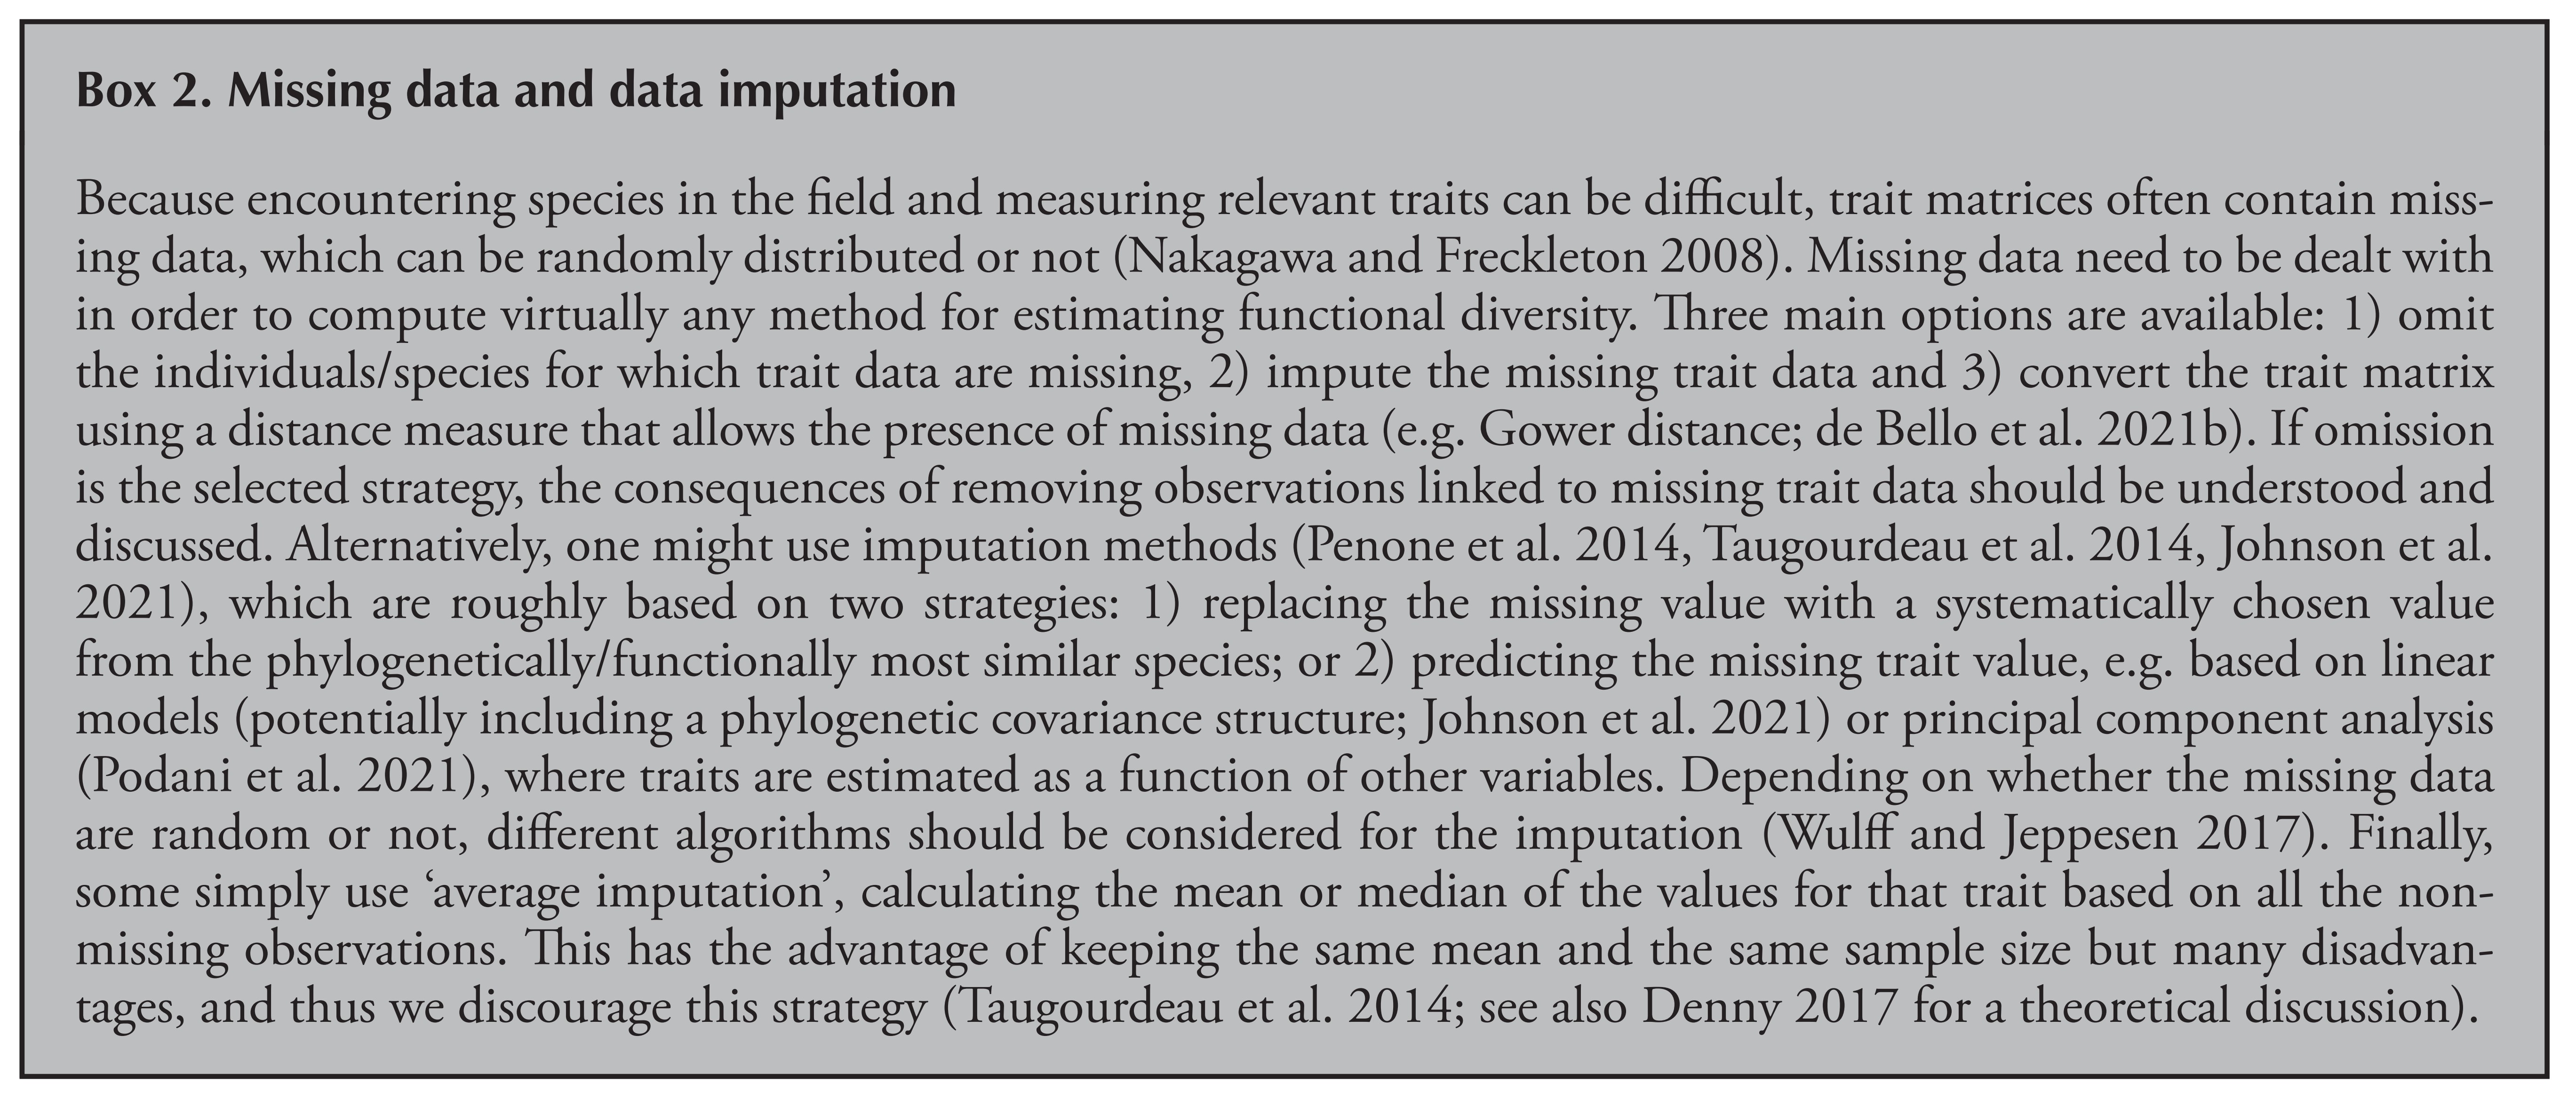 Box 2. Missing data and data imputation
Because encountering species in the field and measuring relevant traits can be difficult, trait matrices often contain miss-
ing data, which can be randomly distributed or not (Nakagawa and Freckleton 2008). Missing data need to be dealt with
in order to compute virtually any method for estimating functional diversity. Three main options are available: 1) omit
the individuals/species for which trait data are missing, 2) impute the missing trait data and 3) convert the trait matrix
using a distance measure that allows the presence of missing data (e.g. Gower distance; de Bello et al. 2021b). If omission
is the selected strategy, the consequences of removing observations linked to missing trait data should be understood and
discussed. Alternatively, one might use imputation methods (Penone et al. 2014, Taugourdeau et al. 2014, Johnson et al.
2021), which are roughly based on two strategies: 1) replacing the missing value with a systematically chosen value
from the phylogenetically/functionally most similar species; or 2) predicting the missing trait value, e.g. based on linear
models (potentially including a phylogenetic covariance structure; Johnson et al. 2021) or principal component analysis
(Podani et al. 2021), where traits are estimated as a function of other variables. Depending on whether the missing data
are random or not, different algorithms should be considered for the imputation (Wulff and Jeppesen 2017). Finally,
some simply use ‘average imputation’, calculating the mean or median of the values for that trait based on all the non-
missing observations. This has the advantage of keeping the same mean and the same sample size but many disadvan-
tages, and thus we discourage this strategy (Taugourdeau et al. 2014; see also Denny 2017 for a theoretical discussion).